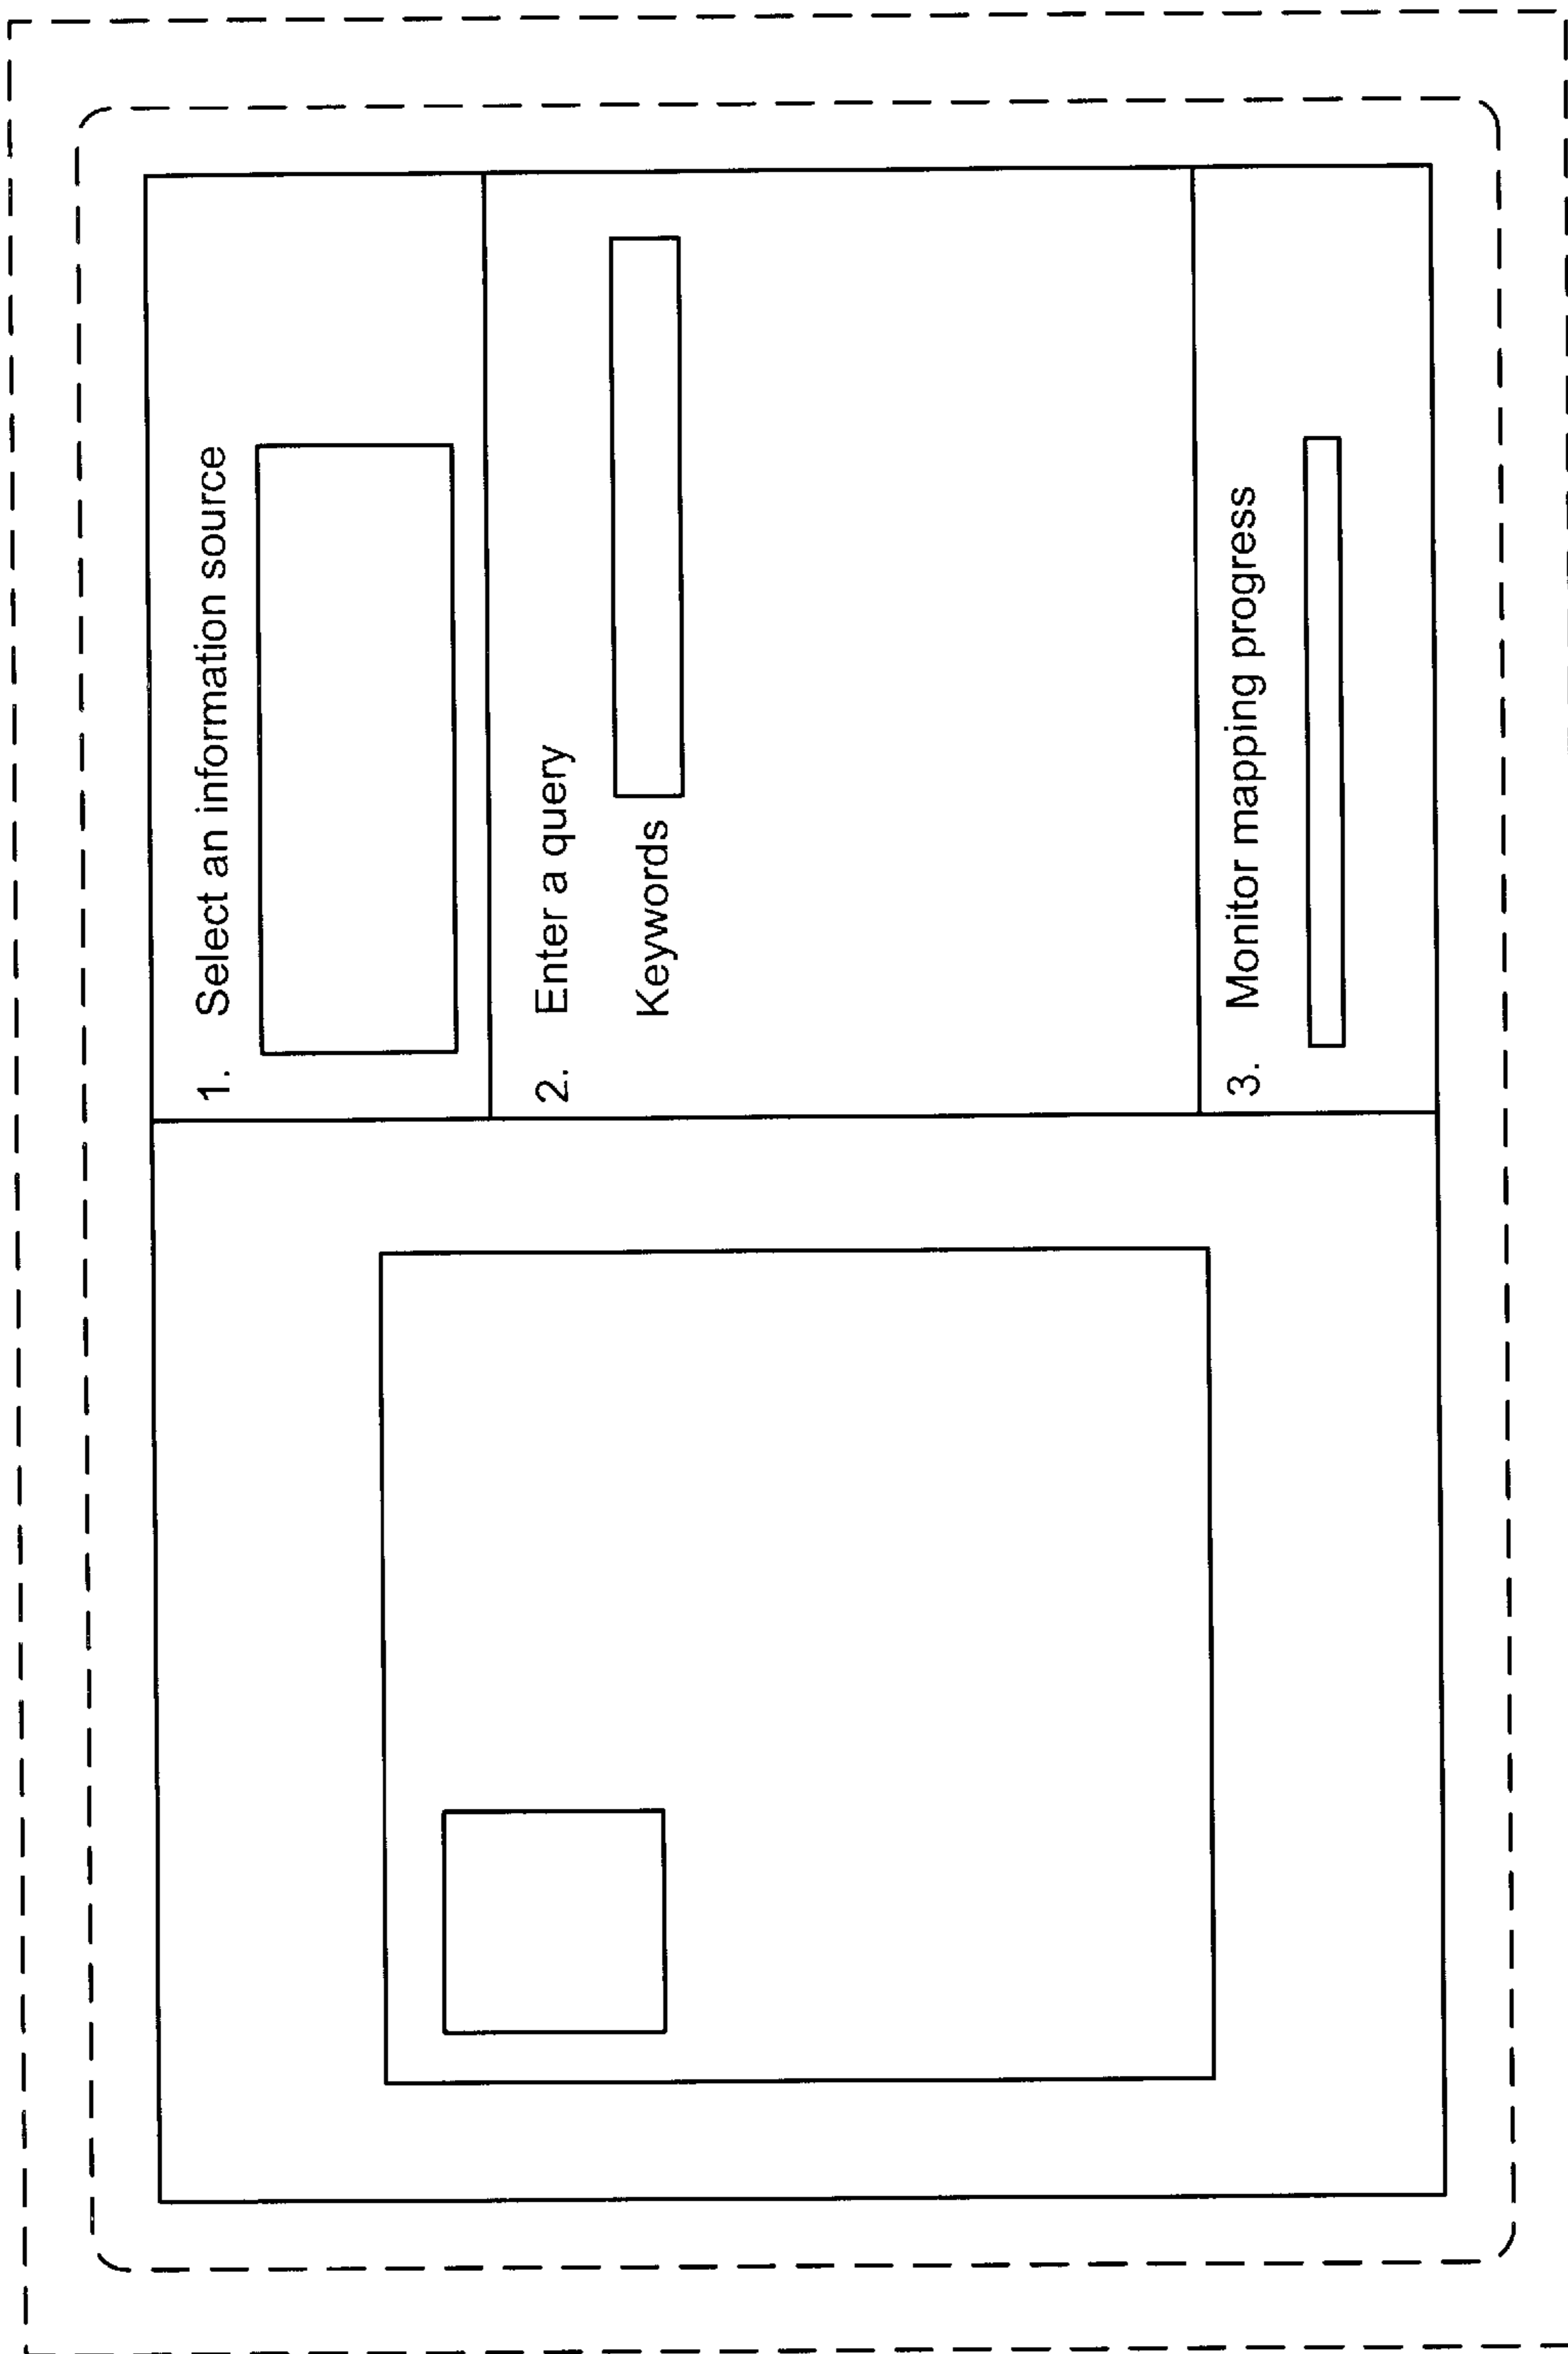 1. Select an information source
2. Enter a query
Keywords
3. Monitor mapping progress